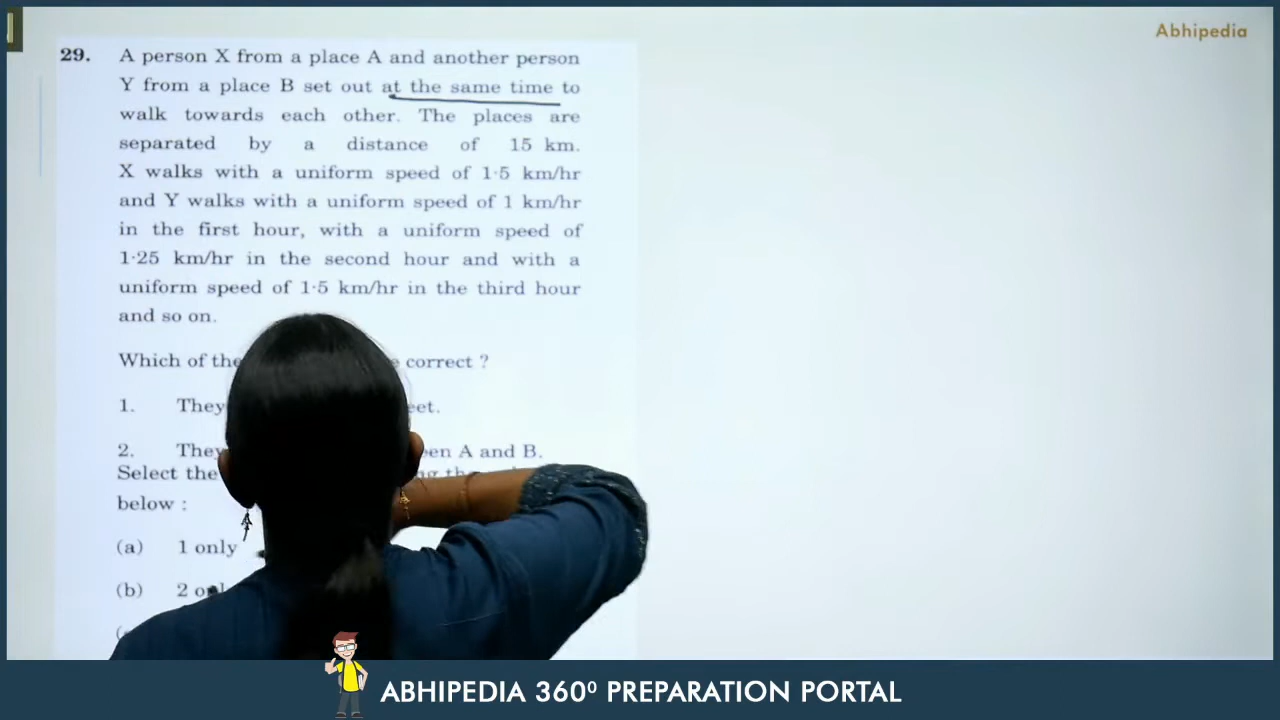 Abhipedia
29. A person X from a place A and another person
Y from a place B set out at the same time to
walk towards each other. The places are
separated by a distance of 15 km.
X walks with a uniform speed of 1·5 km/hr
and Y walks with a uniform speed of 1 km/hr
in the first hour, with a uniform speed of
1·25 km/hr in the second hour and with a
uniform speed of 1·5 km/hr in the third hour
and so on.
Which of the correct ?
1. They
2. They A and B.
Select the
below :
(a) 1 only
(b) 2
ABHIPEDIA 360⁰ PREPARATION PORTAL